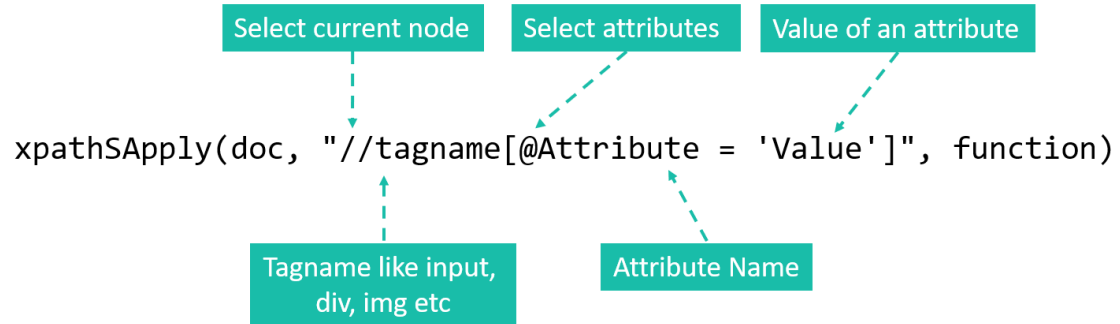 Select current node
Select attributes
Value of an attribute
xpathSApply(doc, "//tagname[@Attribute = 'Value']", function)
Tagname like input,
div, img etc
Attribute Name